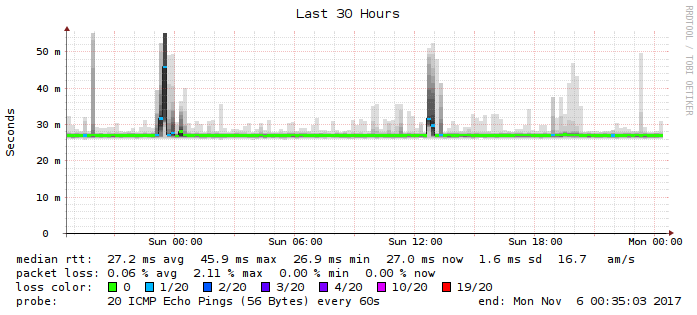 Last 30 Hours
RRDTOOL / TOBI OETIKER
Seconds
50 m
40 m
30 m
20 m
10 m
0
Sun 00:00 Sun 06:00 Sun 12:00 Sun 18:00 Mon 00:00
median rtt: 27.2 ms avg 45.9 ms max 26.9 ms min 27.0 ms now 1.6 ms sd 16.7 am/s
packet loss: 0.06 % avg 2.11 % max 0.00 % min 0.00 % now
loss color: 0 1/20 2/20 3/20 4/20 10/20 19/20
probe: 20 ICMP Echo Pings (56 Bytes) every 60s end: Mon Nov 6 00:35:03 2017